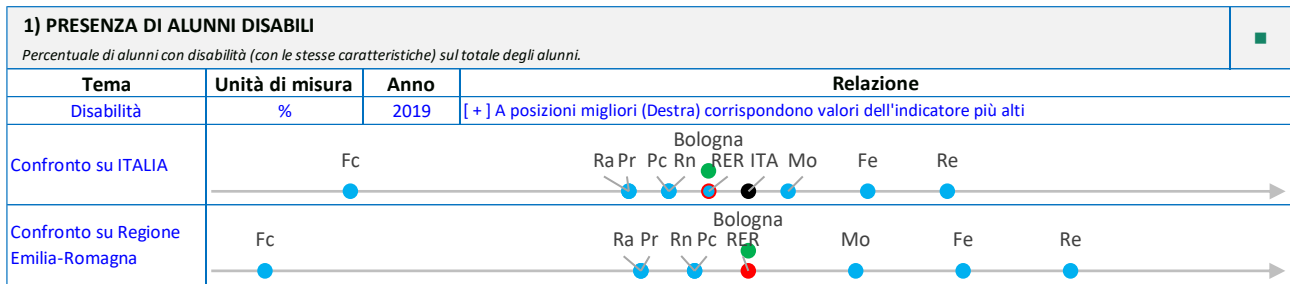 1) PRESENZA DI ALUNNI DISABILI
Percentuale di alunni con disabilità (con le stesse caratteristiche) sul totale degli alunni.
Tema Unità di misura Anno Relazione
Disabilità % 2019 [ + ] A posizioni migliori (Destra) corrispondono valori dell'indicatore più alti
Confronto su ITALIA
Bologna
Fc Ra Pr Pc Rn RER ITA Mo Fe Re
Confronto su Regione
Emilia-Romagna
Bologna
Fc Ra Pr Rn Pc RER Mo Fe Re